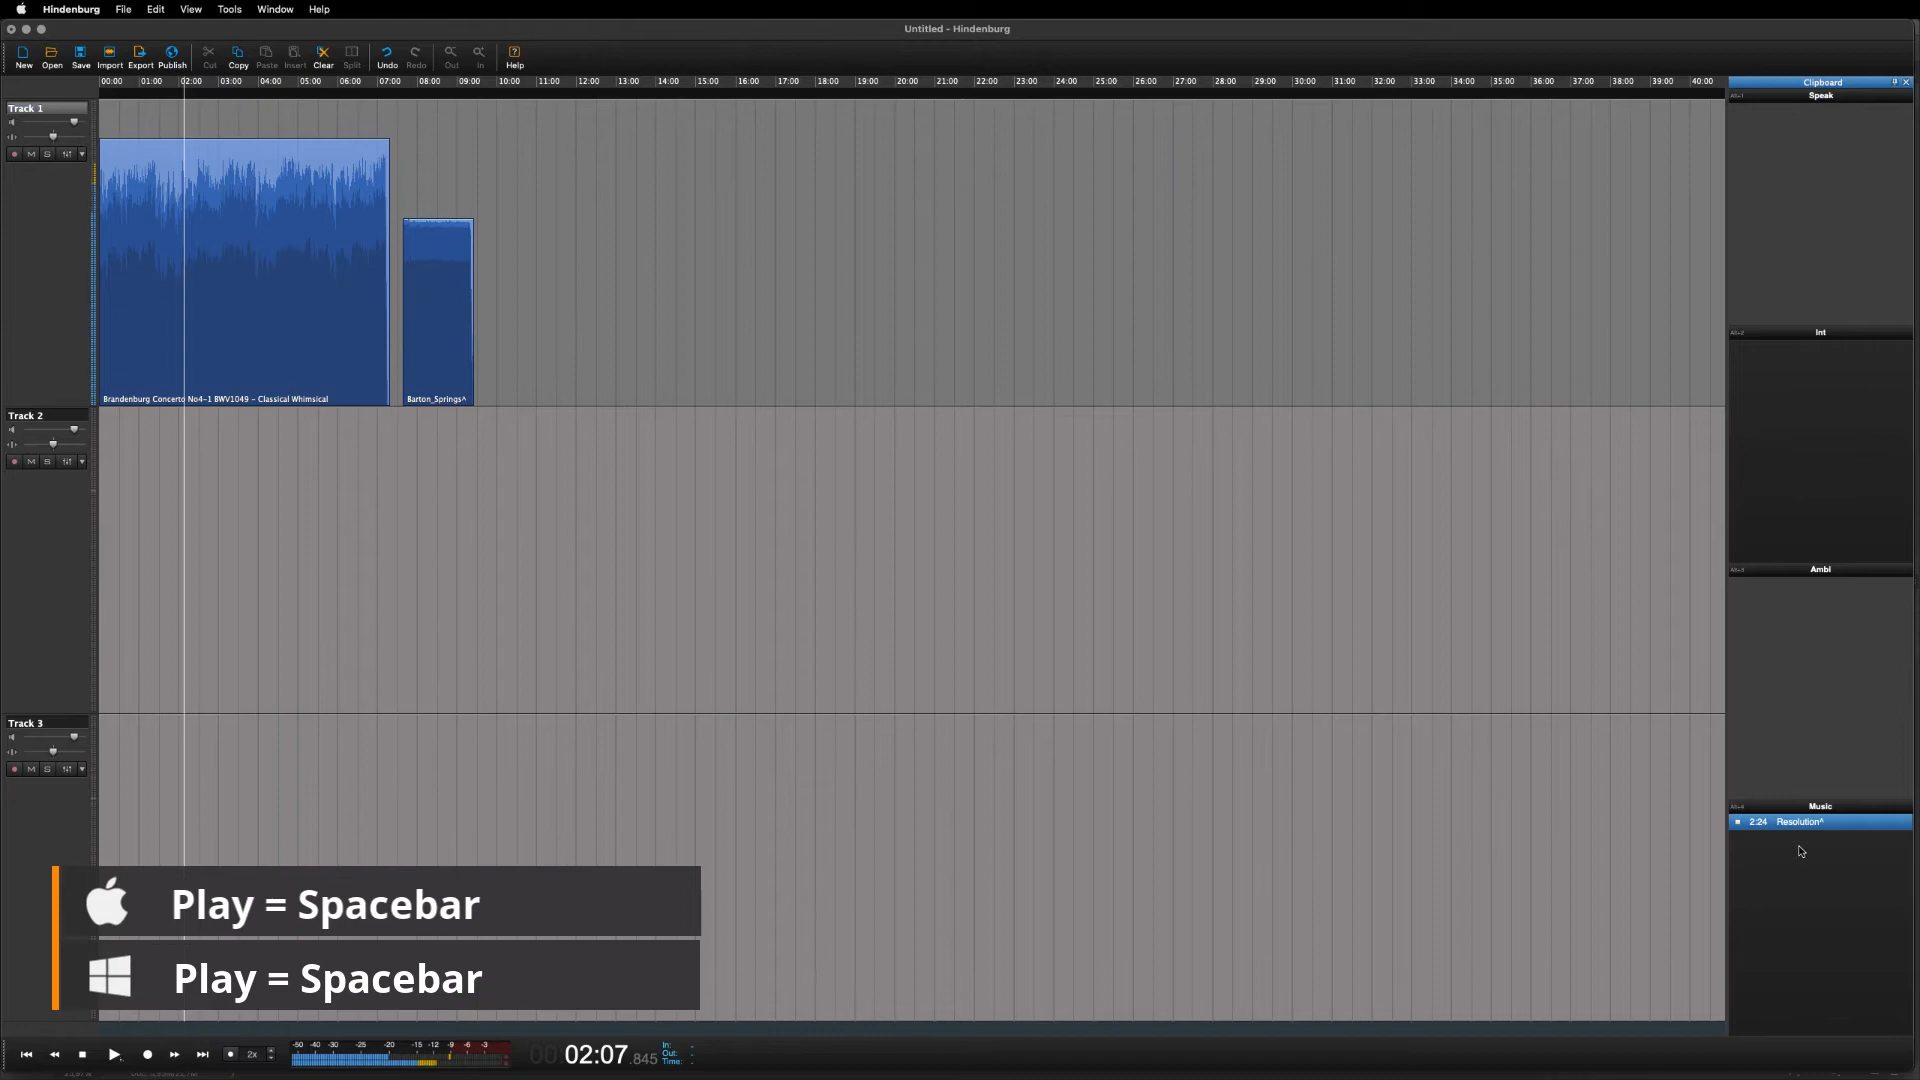 Hindenburg File Edit View Tools Window Help
Untitled - Hindenburg
New Open Save Import Export Publish Cut Copy Paste Insert Clear Split Undo Redo Out In Help
00:00 01:00 02:00 03:00 04:00 05:00 06:00 07:00 08:00 09:00 10:00 11:00 12:00 13:00 14:00 15:00 16:00 17:00 18:00 19:00 20:00 21:00 22:00 23:00 24:00 25:00 26:00 27:00 28:00 29:00 30:00 31:00 32:00 33:00 34:00 35:00 36:00 37:00 38:00 39:00 40:00
Clipboard
Alt+1 Speak
Track 1
M S
Brandenburg Concerto No4-1 BWV1049 - Classical Whimsical
Barton_Springs^
Alt+2 Int
Track 2
M S
Alt+3 Ambi
Track 3
M S
Alt+4 Music
2:24 Resolution^
Play = Spacebar
Play = Spacebar
2x
-50 -40 -30 -25 -20 -15 -12 -9 -6 -3
00 02:07.845
In: -
Out: -
Time: -